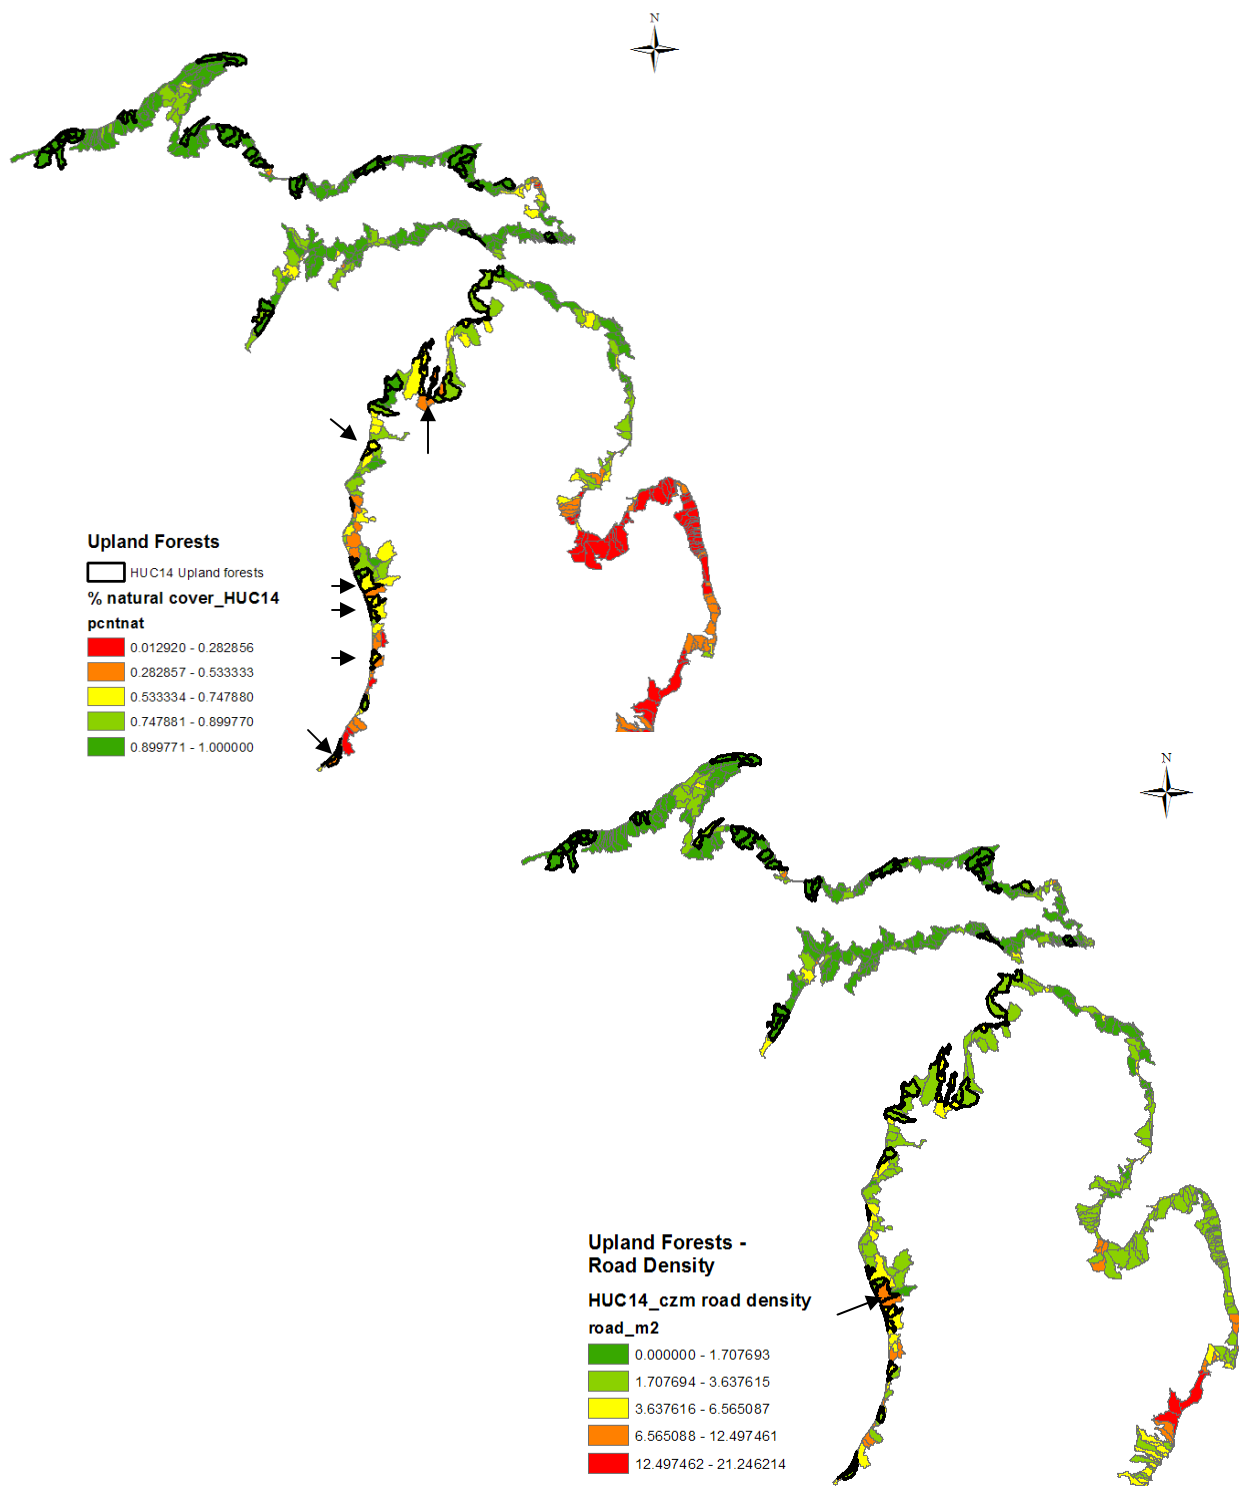 N
Upland Forests
HUC14 Upland forests
% natural cover_HUC14
pcntnat
0.012920 - 0.282856
0.282857 - 0.533333
0.533334 - 0.747880
0.747881 - 0.899770
0.899771 - 1.000000
N
Upland Forests -
Road Density
HUC14_czm road density
road_m2
0.000000 - 1.707693
1.707694 - 3.637615
3.637616 - 6.565087
6.565088 - 12.497461
12.497462 - 21.246214